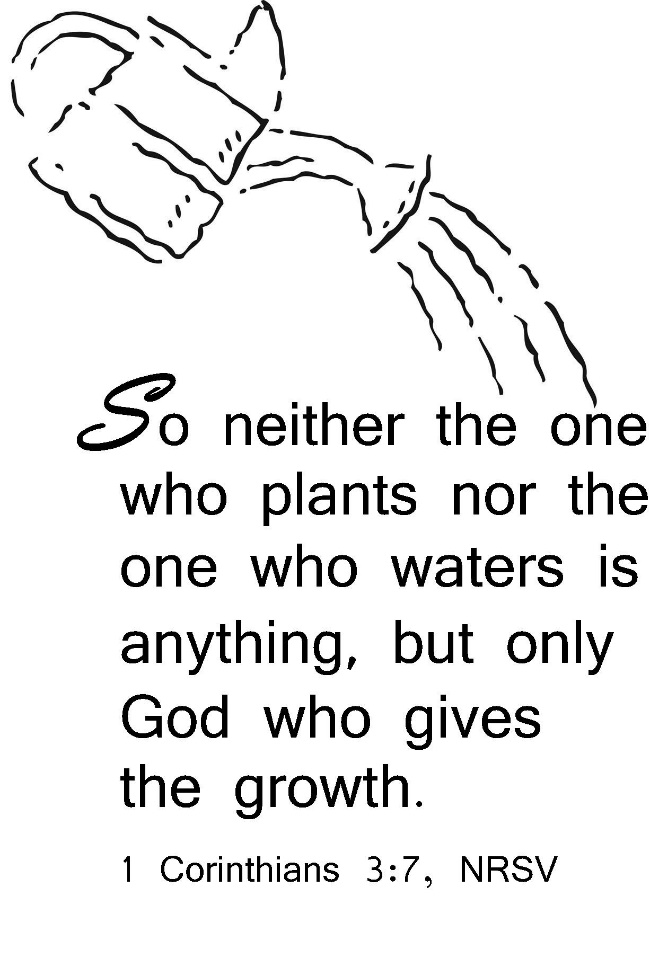 So neither the one
who plants nor the
one who waters is
anything, but only
God who gives
the growth.
1 Corinthians 3:7, NRSV